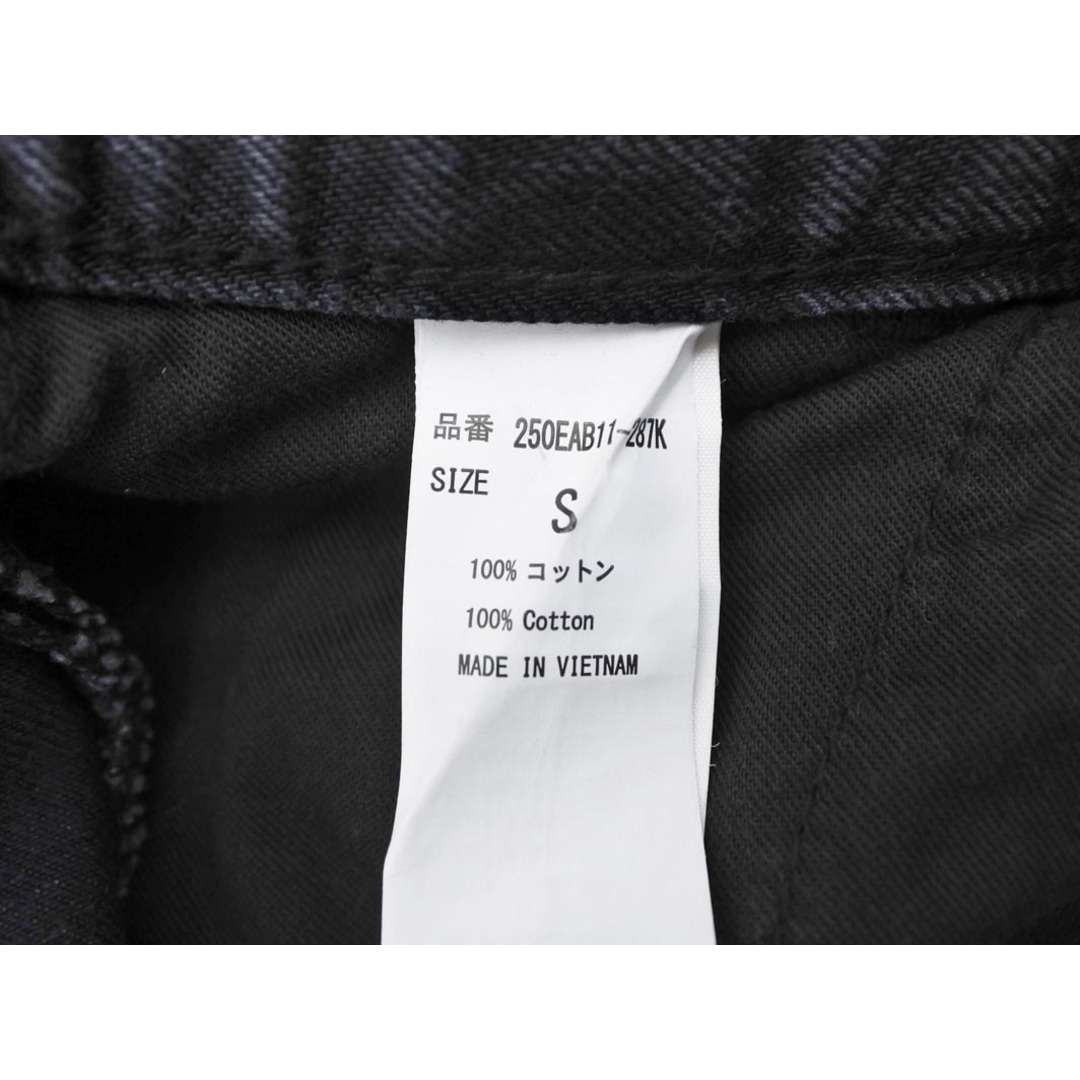 品番 250EAB11-287K
SIZE
S
100% コットン
100% Cotton
MADE IN VIETNAM